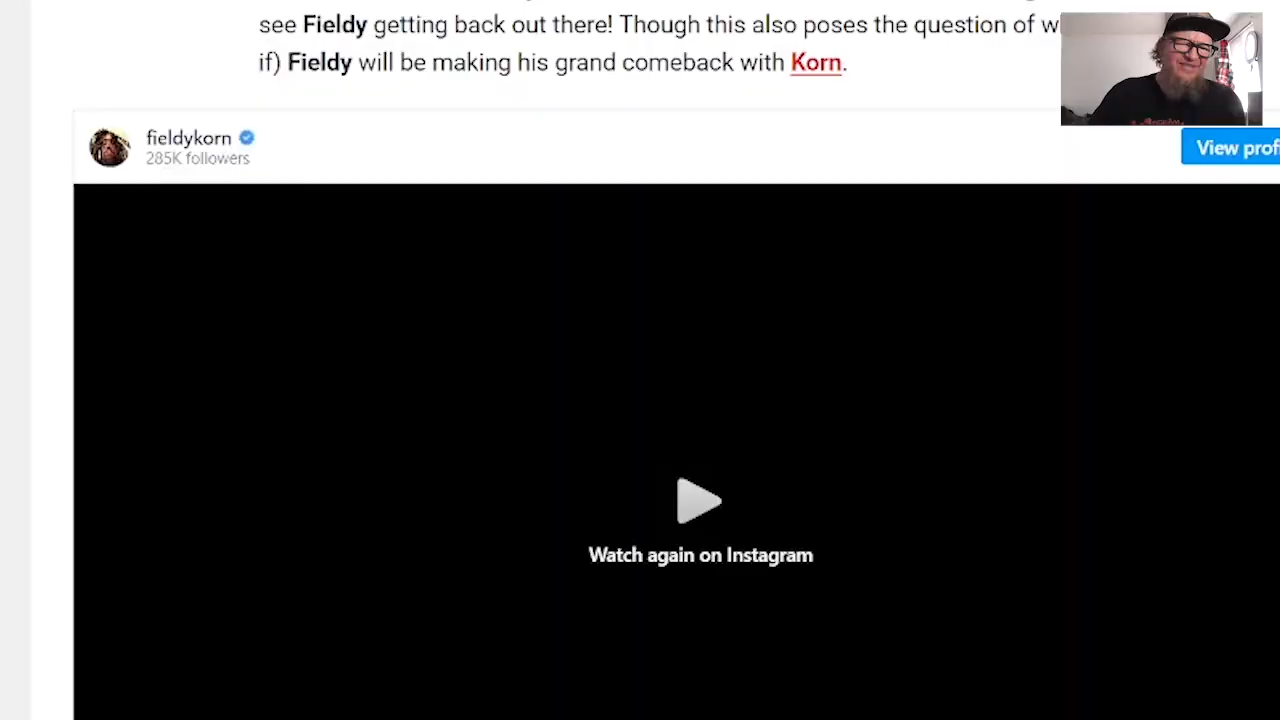 see Fieldy getting back out there! Though this also poses the question of
if) Fieldy will be making his grand comeback with Korn.
fieldykorn
285K followers
View
Watch again on Instagram